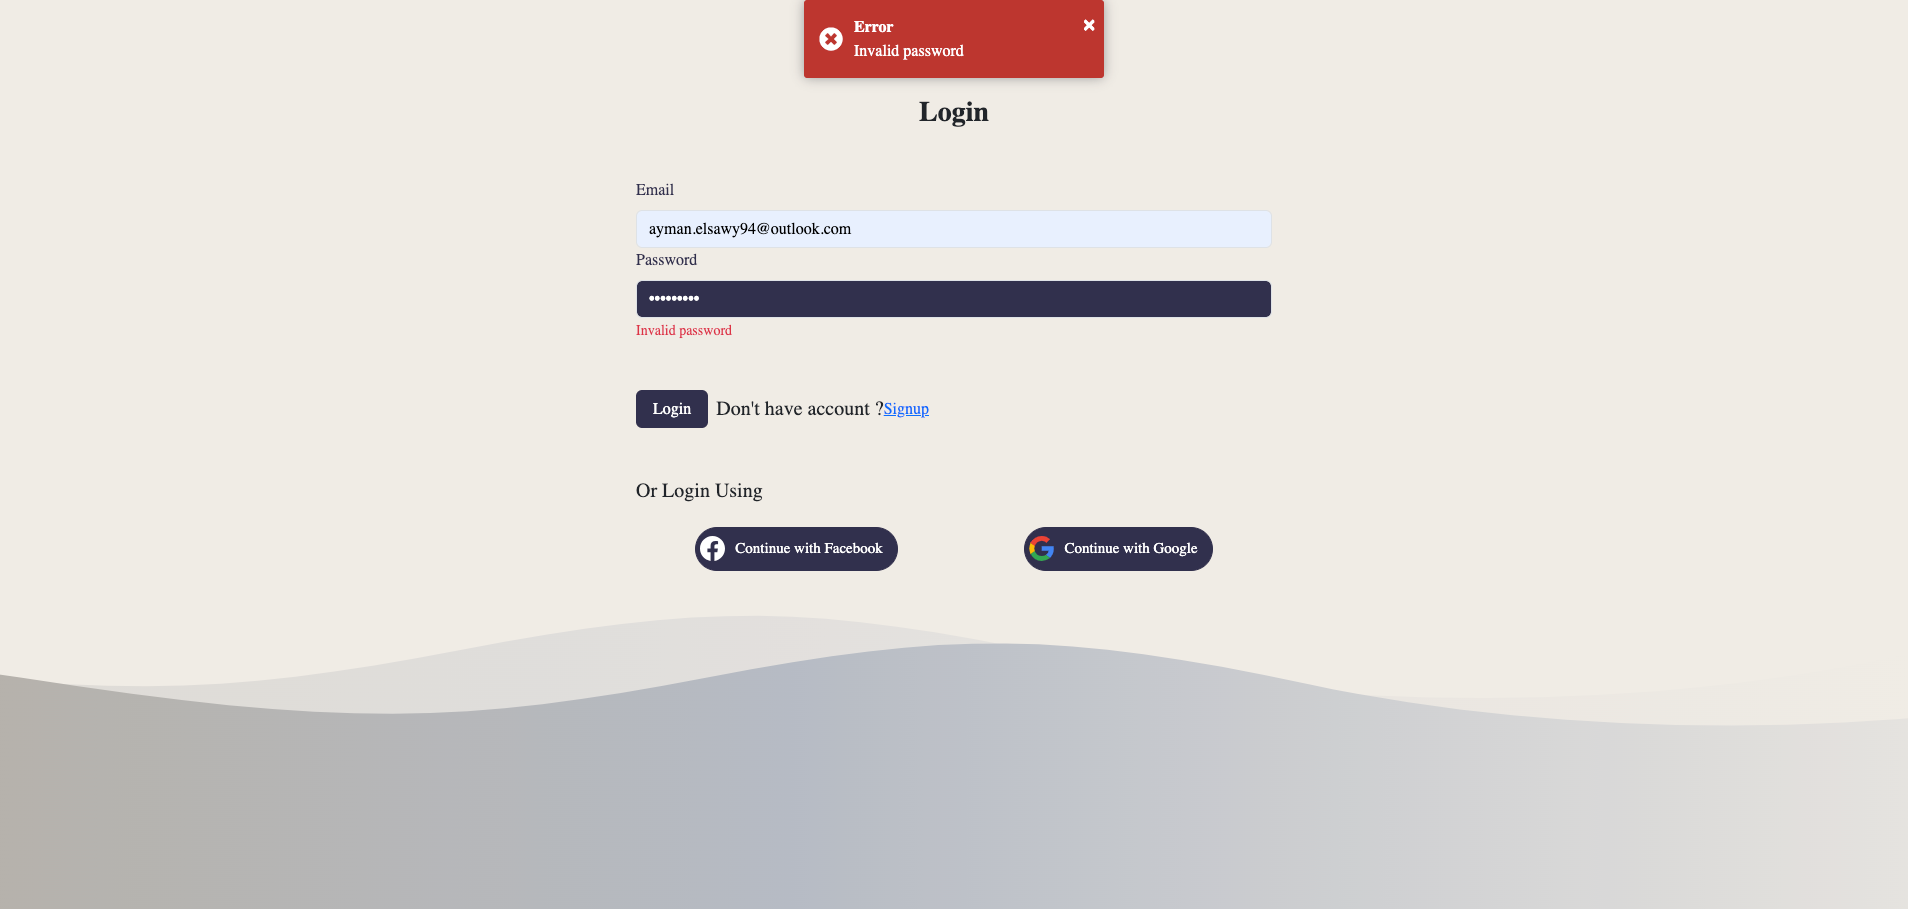 Error
Invalid password
Login
Email
ayman.elsawy94@outlook.com
Password
•••••••••
Invalid password
Login Don't have account ?Signup
Or Login Using
Continue with Facebook
Continue with Google